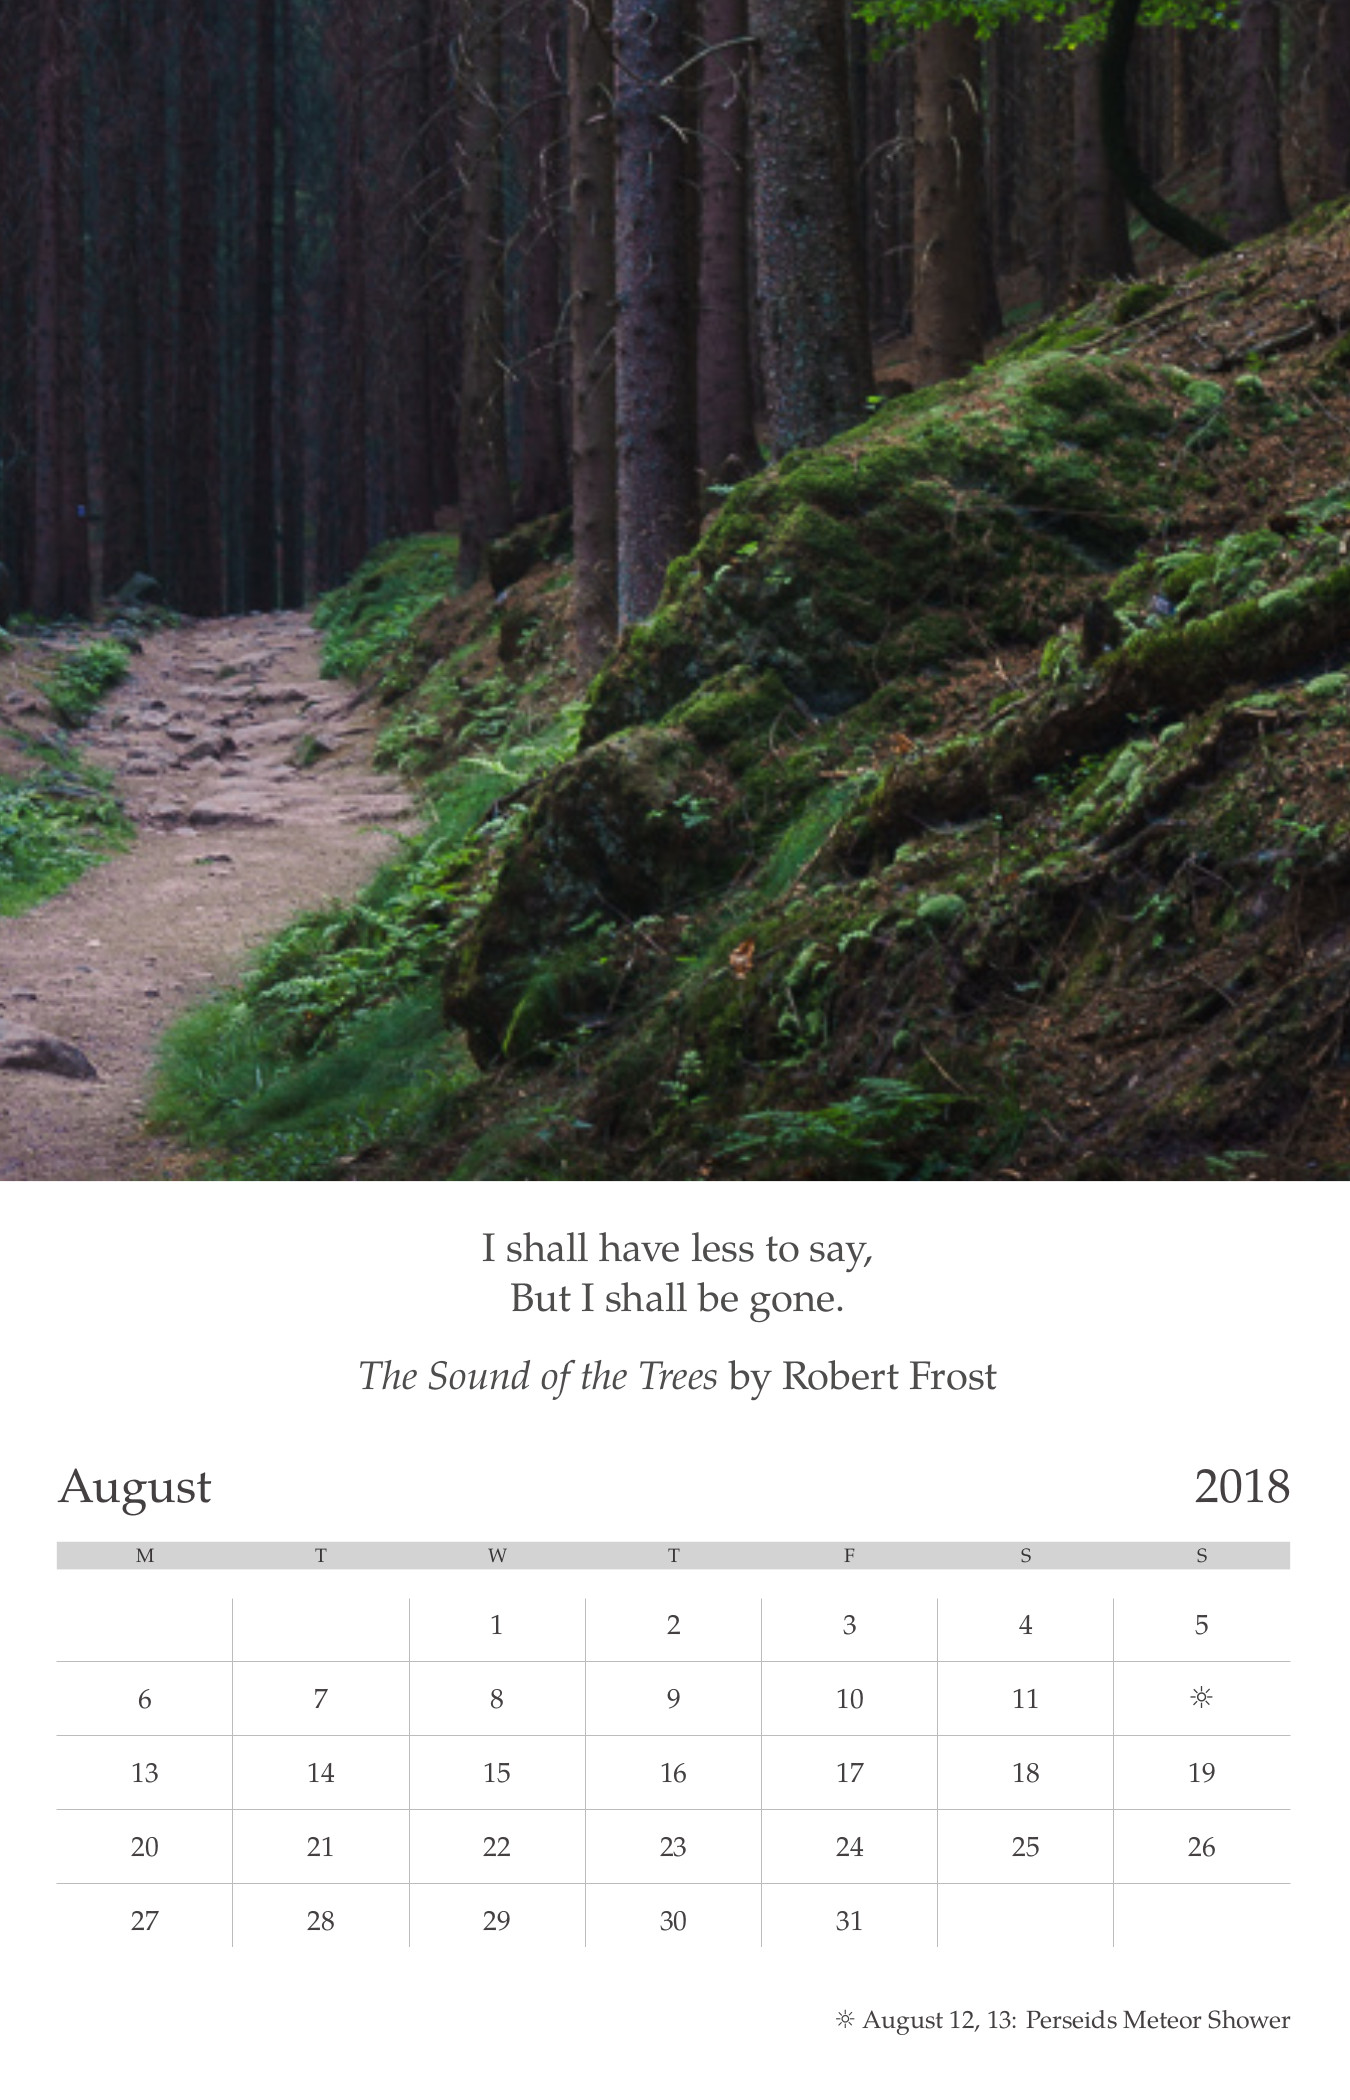 I shall have less to say,
But I shall be gone.
The Sound of the Trees by Robert Frost
August 2018
M T W T F S S
1 2 3 4 5
6 7 8 9 10 11 ☼
13 14 15 16 17 18 19
20 21 22 23 24 25 26
27 28 29 30 31
☼ August 12, 13: Perseids Meteor Shower